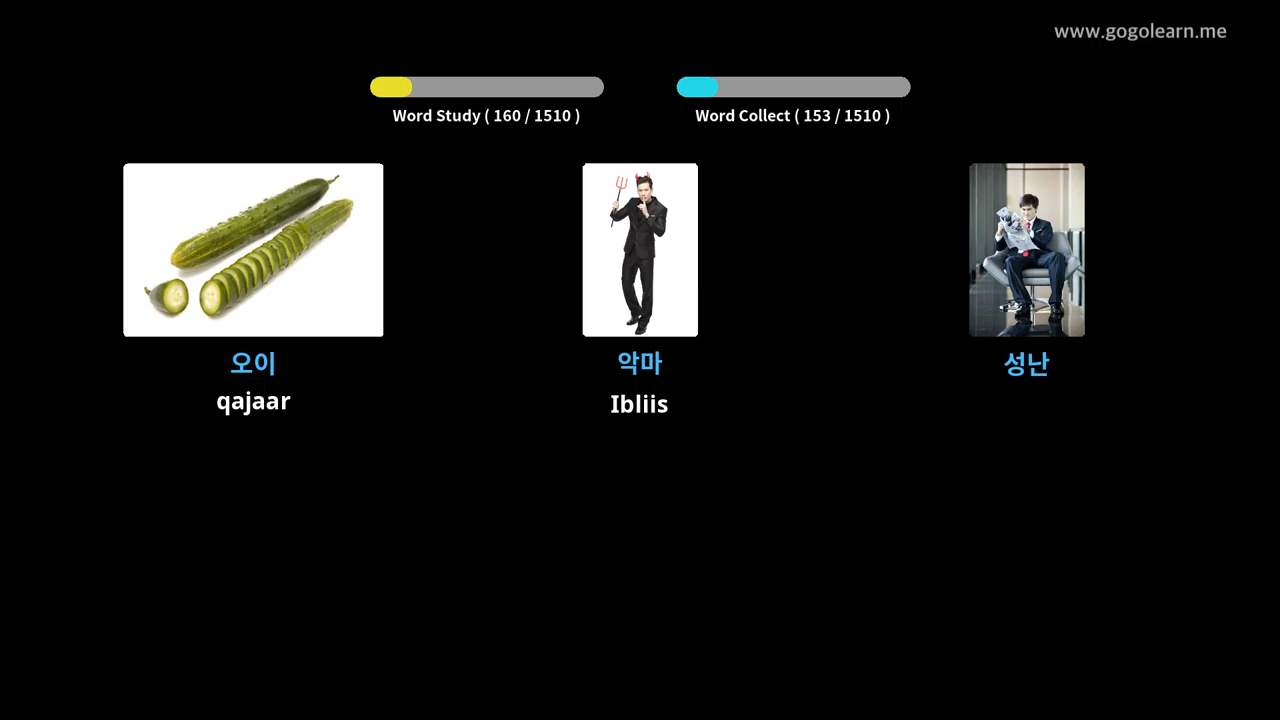 www.gogolearn.me
Word Study ( 160 / 1510 )
Word Collect ( 153 / 1510 )
오이
qajaar
악마
Ibliis
성난